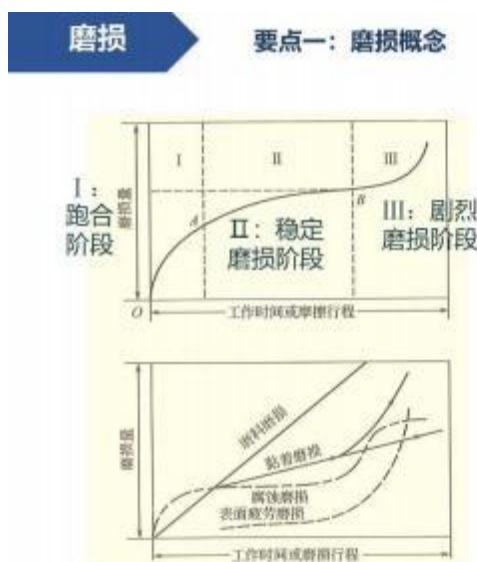 磨损
要点一：磨损概念
Ⅰ
Ⅱ
Ⅲ
Ⅰ：
跑合
阶段
磨损量
A
B
Ⅱ：稳定
磨损阶段
Ⅲ：剧烈
磨损阶段
O
工作时间或摩擦行程
磨料磨损
黏着磨损
腐蚀磨损
表面疲劳磨损
磨损量
工作时间或磨损行程